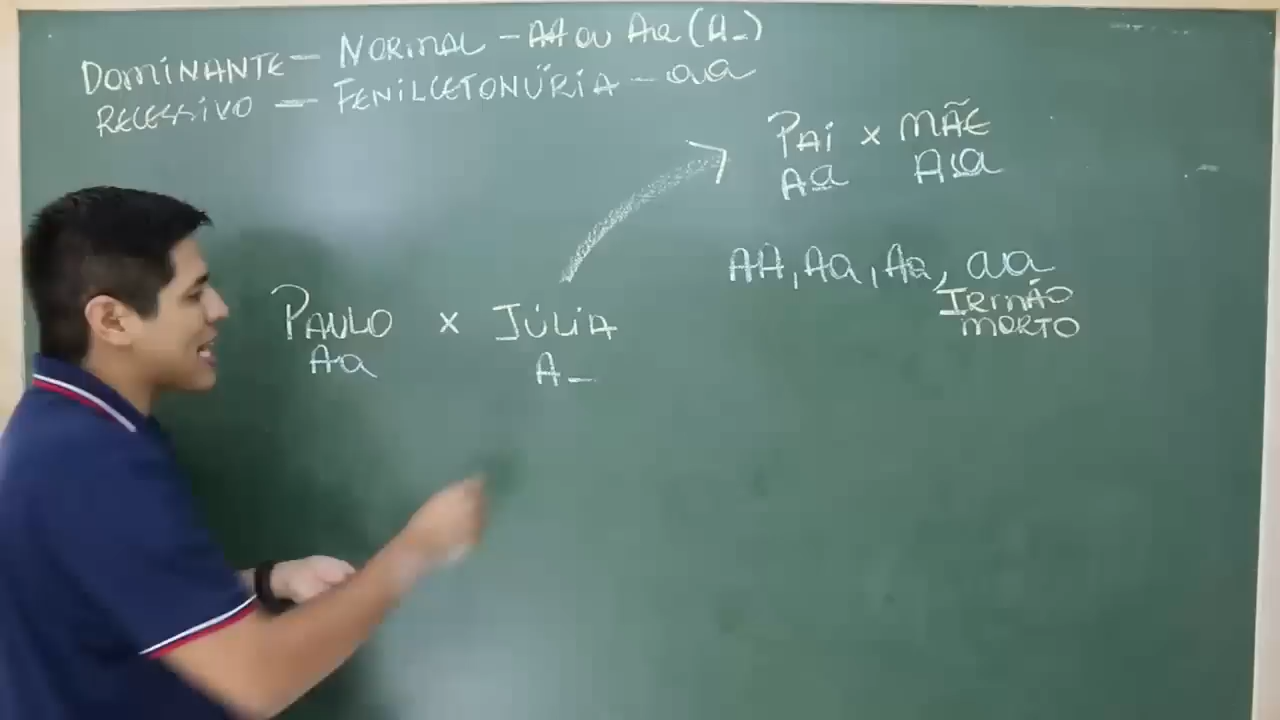 DOMINANTE - NORMAL - AA ou Aa (A_)
RECESSIVO - FENILCETONÚRIA - aa
PAI x MÃE
Aa Aa
AA, Aa, Aa, aa
IRMÃO
MORTO
PAULO x JÚLIA
Aa A_